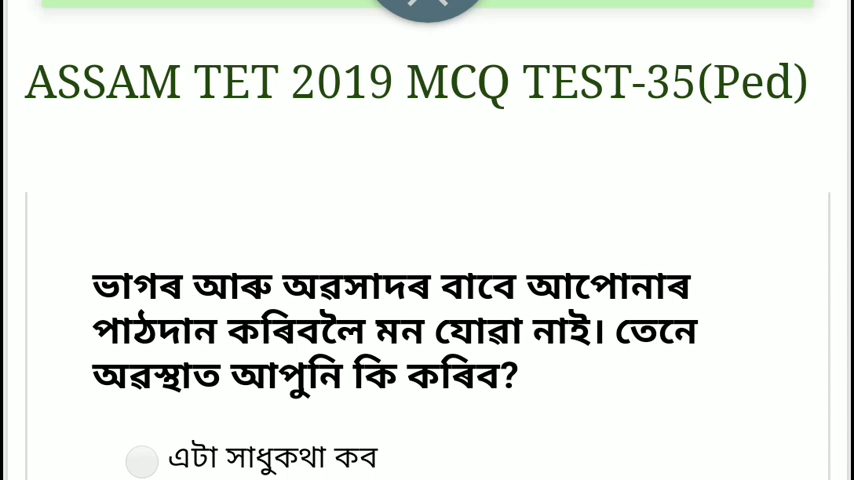 ASSAM TET 2019 MCQ TEST-35(Ped)
ভাগৰ আৰু অৱসাদৰ বাবে আপোনাৰ
পাঠদান কৰিবলৈ মন যোৱা নাই। তেনে
অৱস্থাত আপুনি কি কৰিব?
এটা সাধুকথা কব